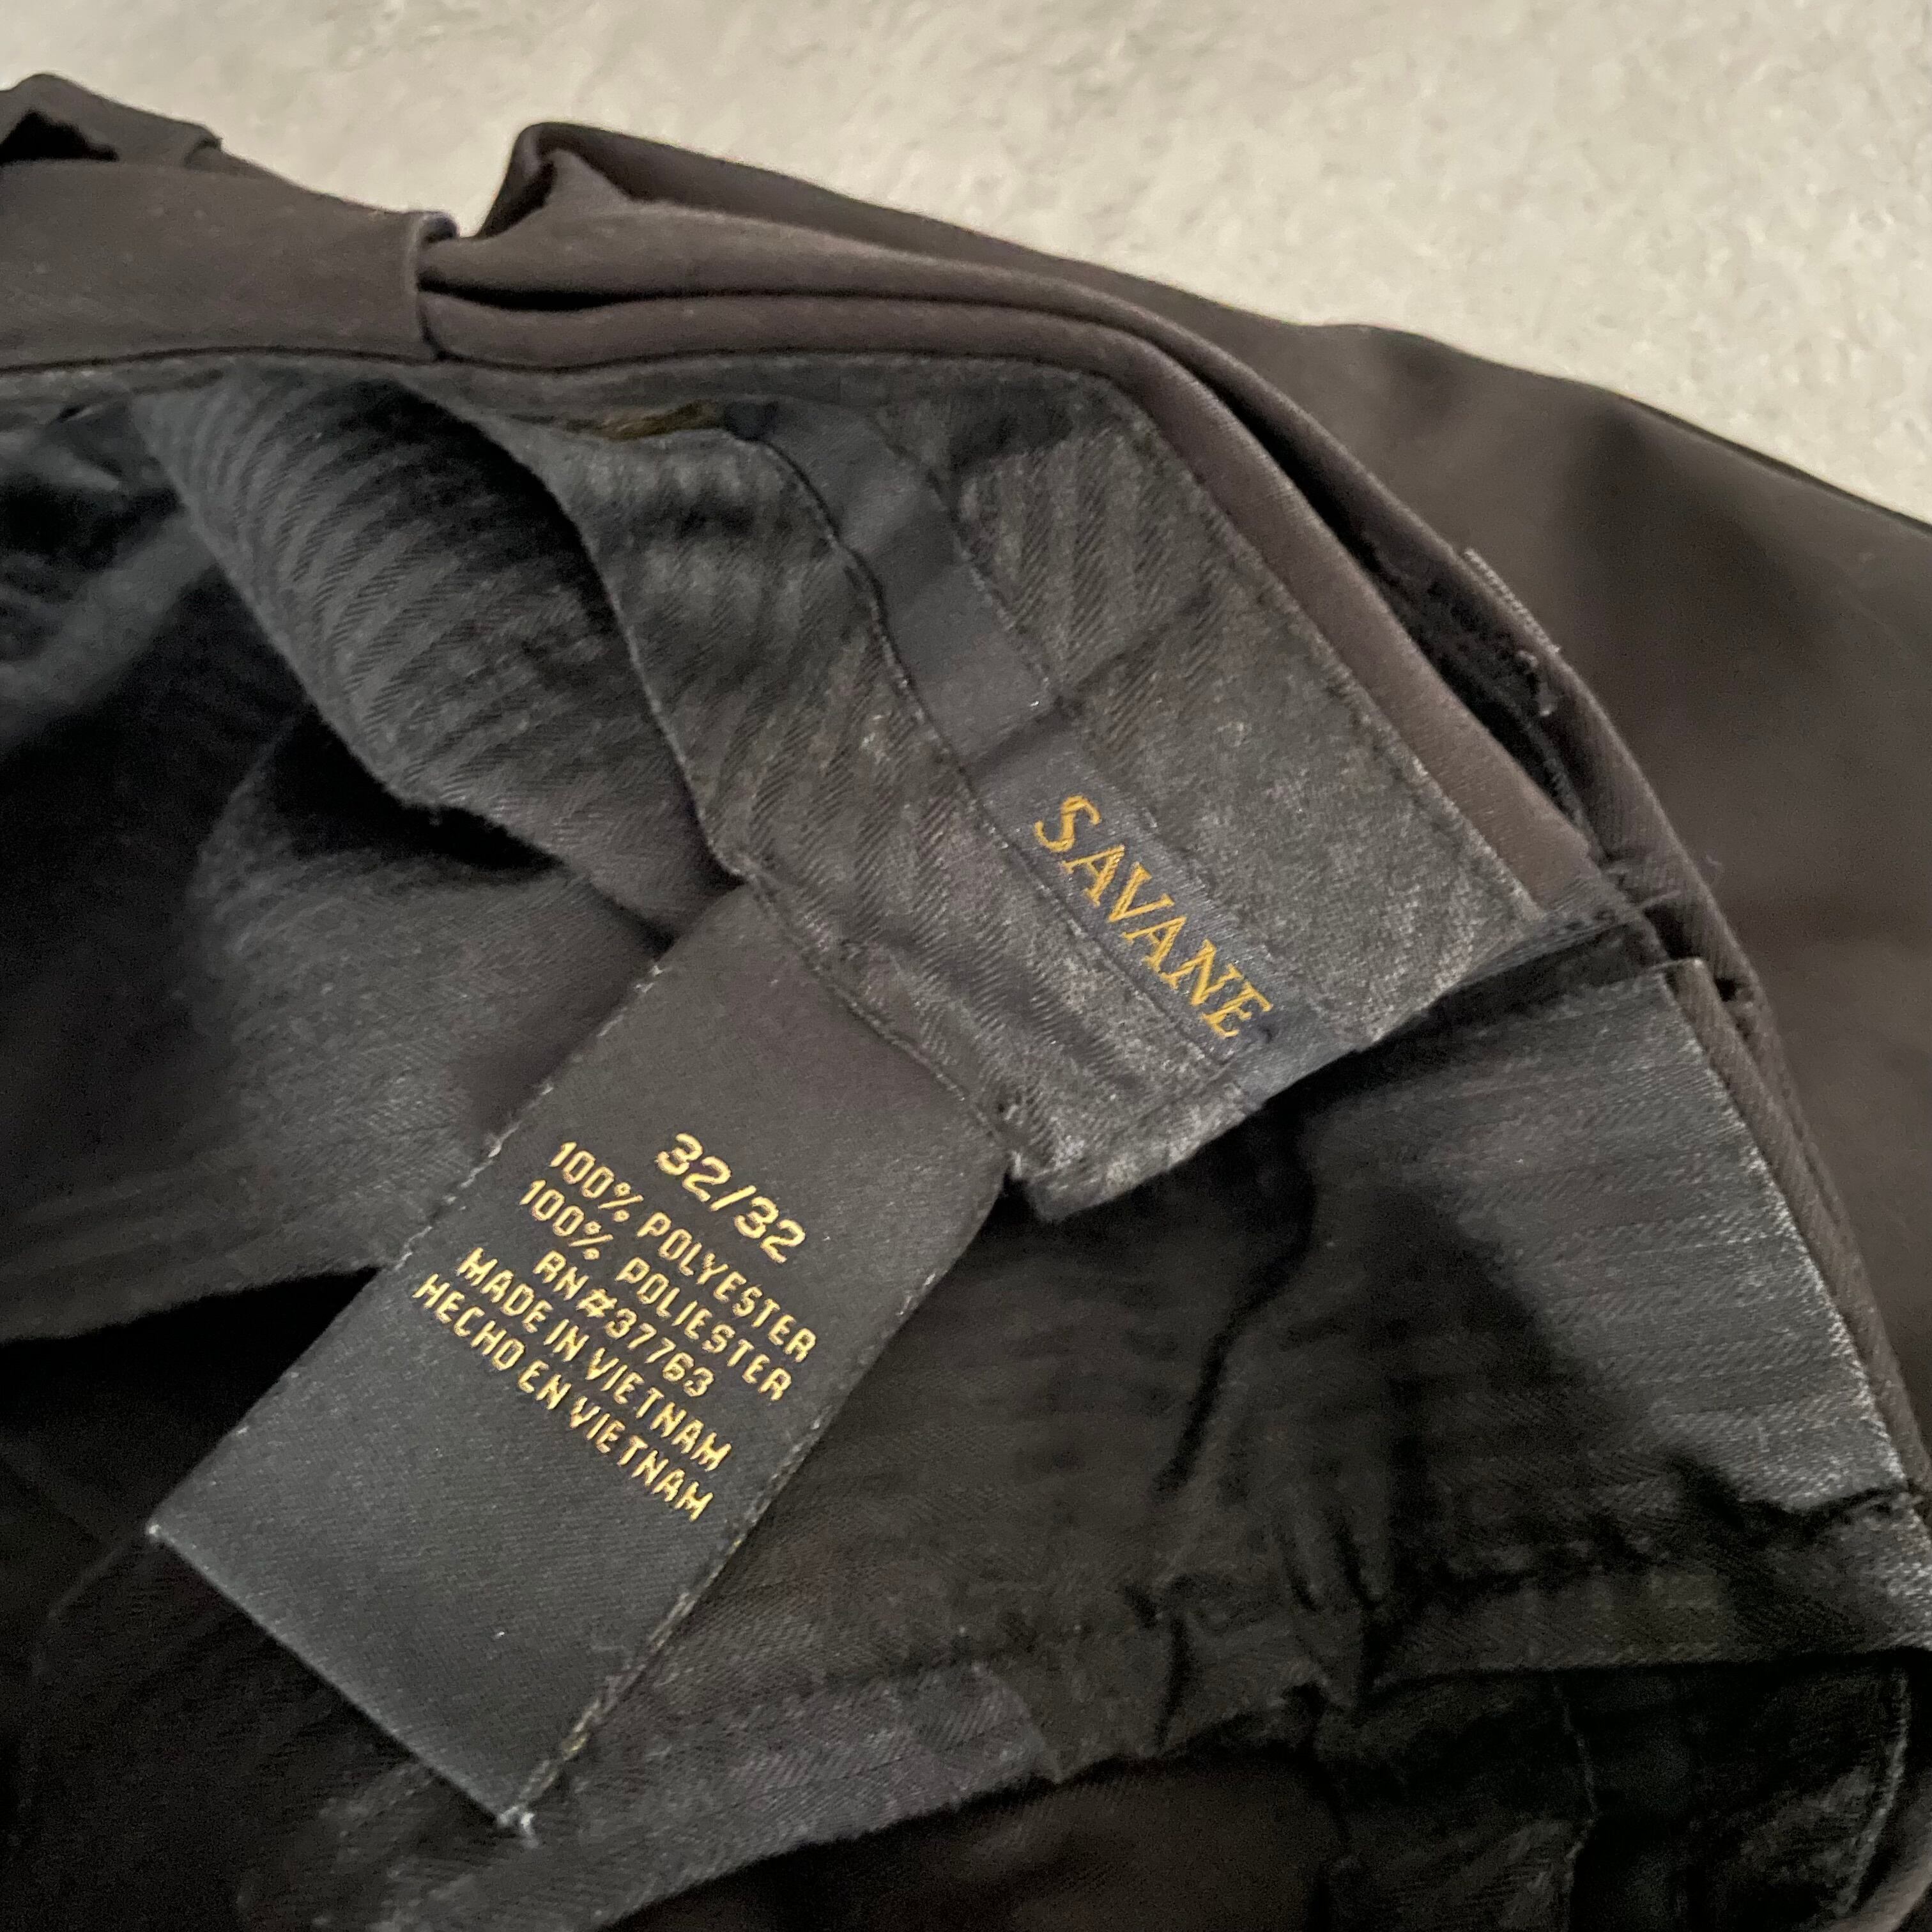 SAVANE
32/32
100% POLYESTER
100% POLIESTER
RN#37763
MADE IN VIETNAM
HECHO EN VIETNAM